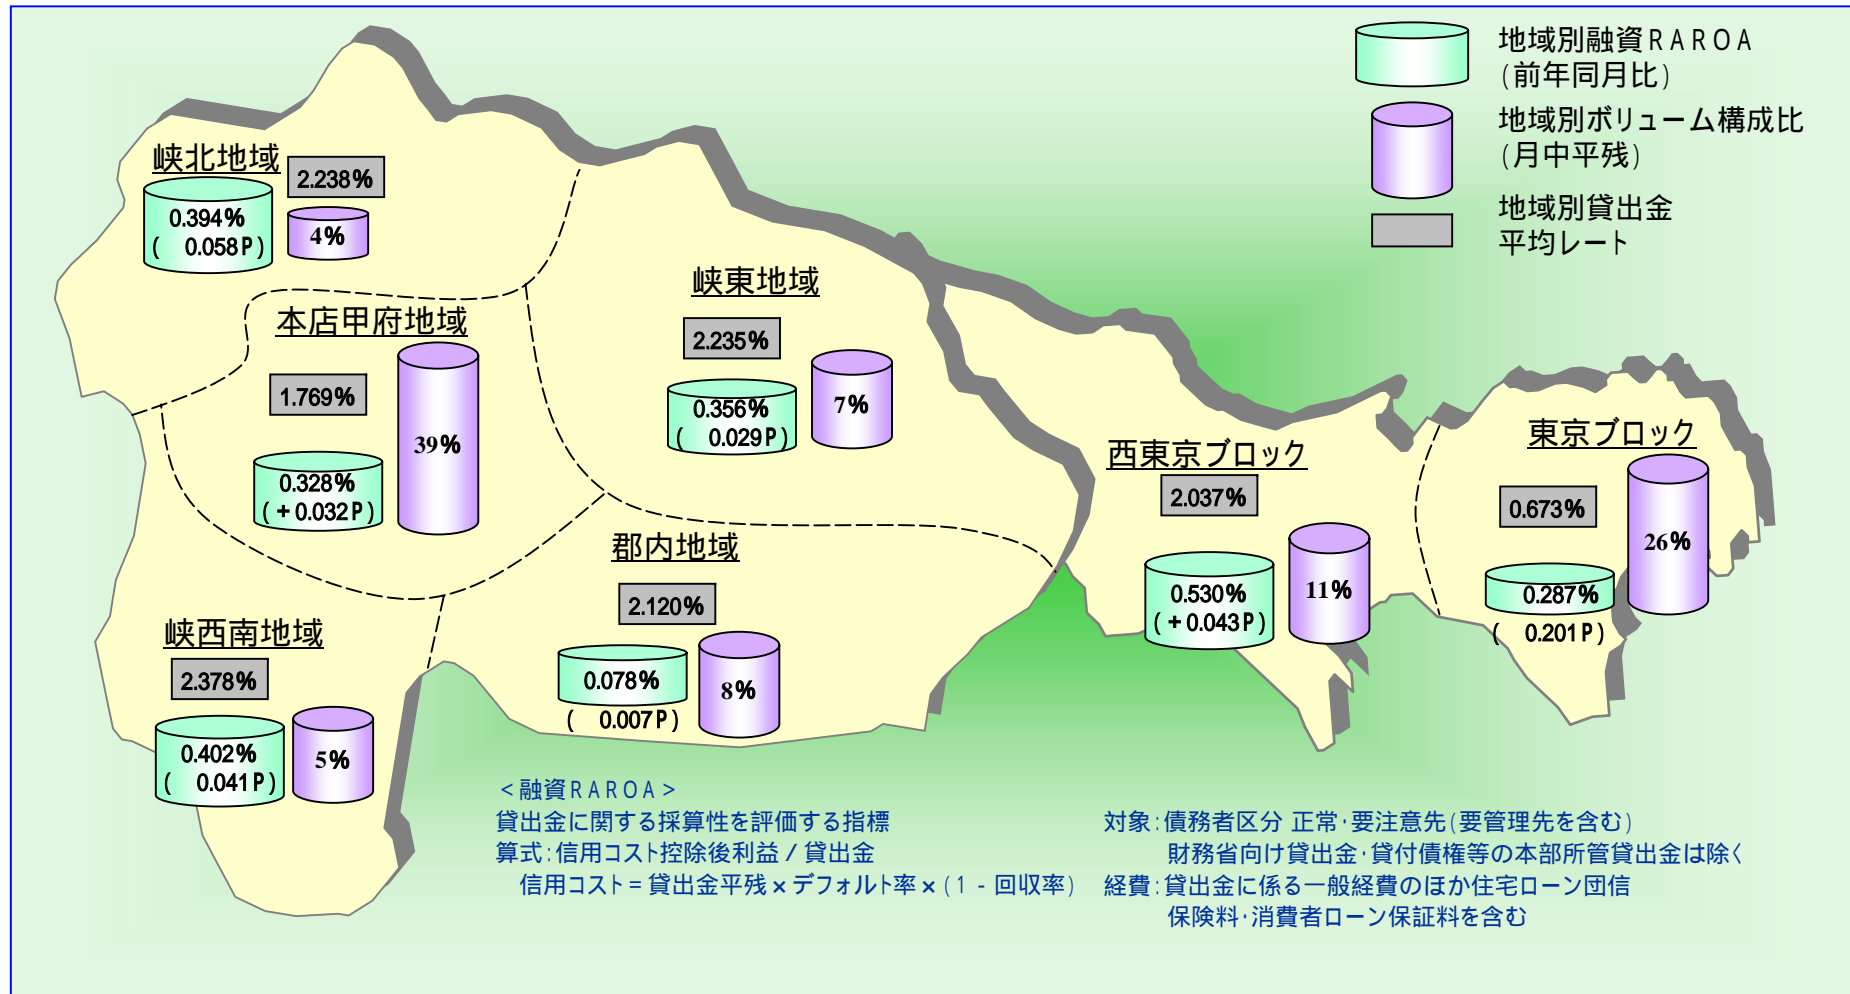 地域別融資RAROA
(前年同月比)
地域別ボリューム構成比
(月中平残)
地域別貸出金
平均レート
峡北地域
2.238%
0.394%
( 0.058P)
4%
本店甲府地域
1.769%
39%
0.328%
(+0.032P)
峡東地域
2.235%
0.356%
( 0.029P)
7%
西東京ブロック
2.037%
0.530%
(+0.043P)
11%
東京ブロック
0.673%
26%
0.287%
( 0.201P)
郡内地域
2.120%
0.078%
( 0.007P)
8%
峡西南地域
2.378%
0.402%
( 0.041P)
5%
<融資RAROA>
貸出金に関する採算性を評価する指標
算式:信用コスト控除後利益/貸出金
信用コスト=貸出金平残×デフォルト率×(1-回収率)
対象:債務者区分 正常・要注意先(要管理先を含む)
財務省向け貸出金・貸付債権等の本部所管貸出金は除く
経費:貸出金に係る一般経費のほか住宅ローン団信
保険料・消費者ローン保証料を含む